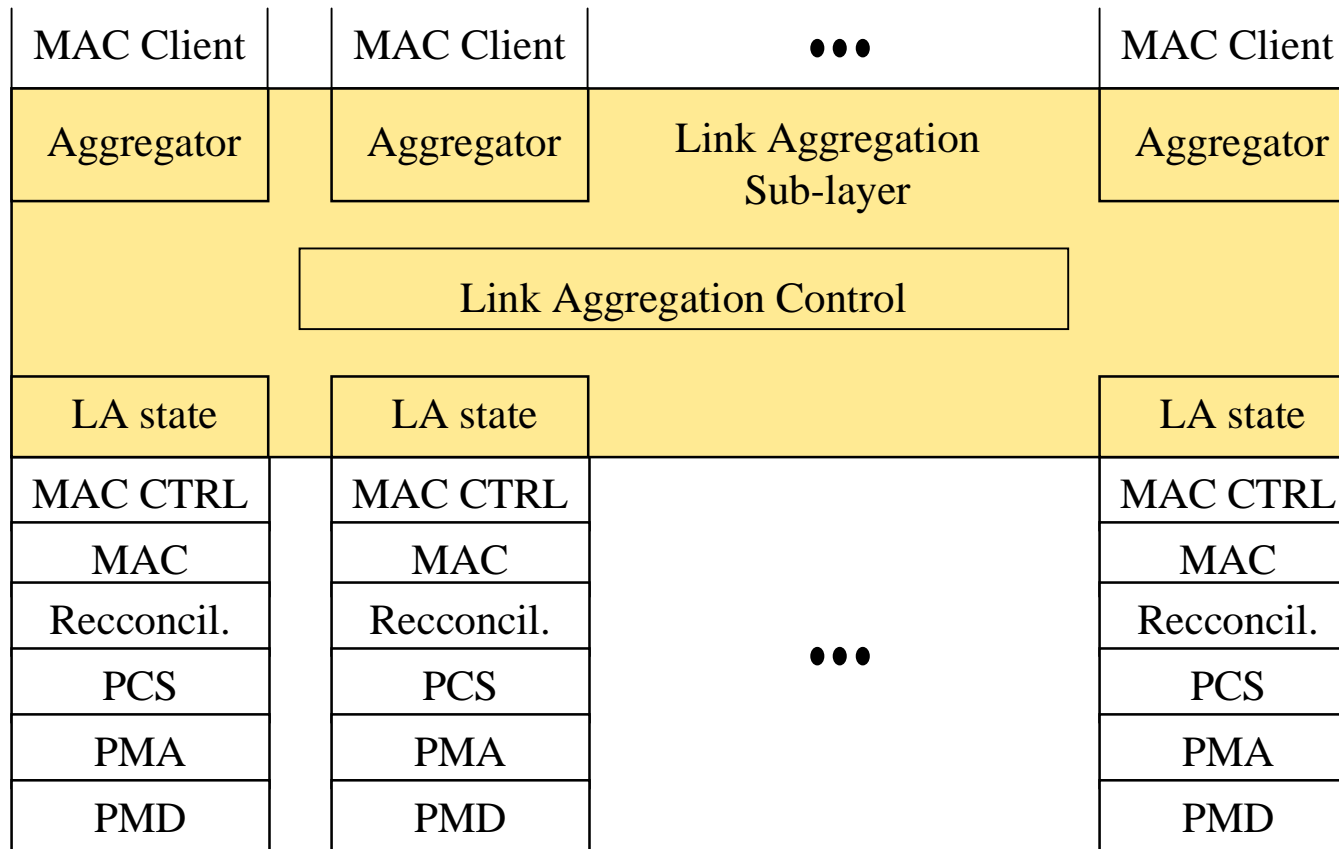 MAC Client MAC Client ••• MAC Client
Aggregator Aggregator Link Aggregation Aggregator
Sub-layer
Link Aggregation Control
LA state LA state LA state
MAC CTRL MAC CTRL MAC CTRL
MAC MAC MAC
Recconcil. Recconcil. Recconcil.
•••
PCS PCS PCS
PMA PMA PMA
PMD PMD PMD